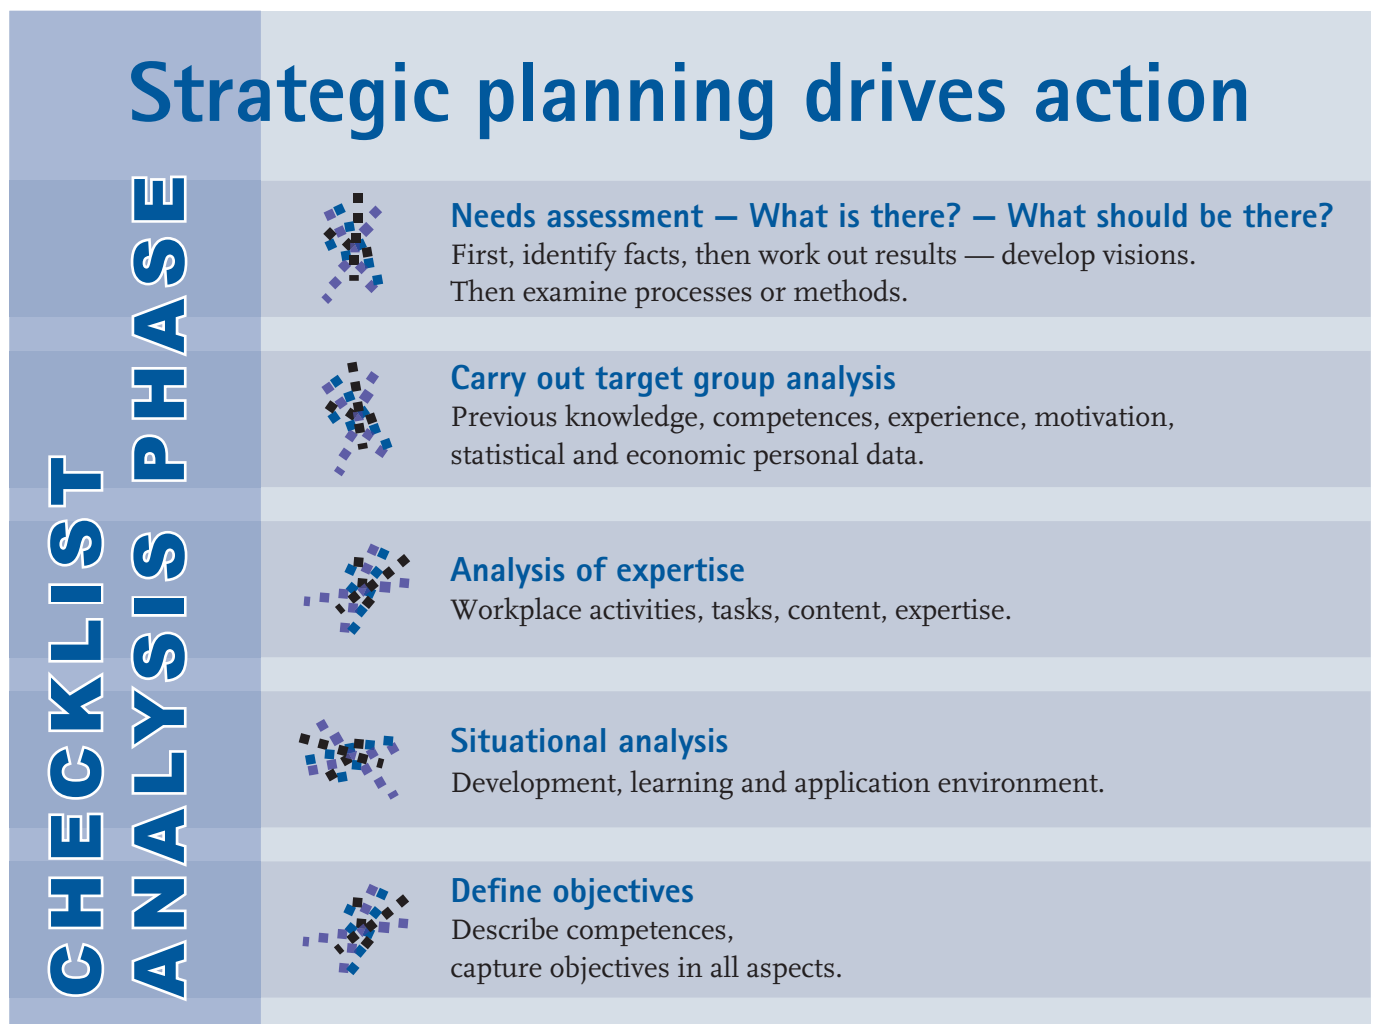 Strategic planning drives action
CHECKLIST
ANALYSIS PHASE
Needs assessment — What is there? — What should be there?
First, identify facts, then work out results — develop visions.
Then examine processes or methods.
Carry out target group analysis
Previous knowledge, competences, experience, motivation,
statistical and economic personal data.
Analysis of expertise
Workplace activities, tasks, content, expertise.
Situational analysis
Development, learning and application environment.
Define objectives
Describe competences,
capture objectives in all aspects.